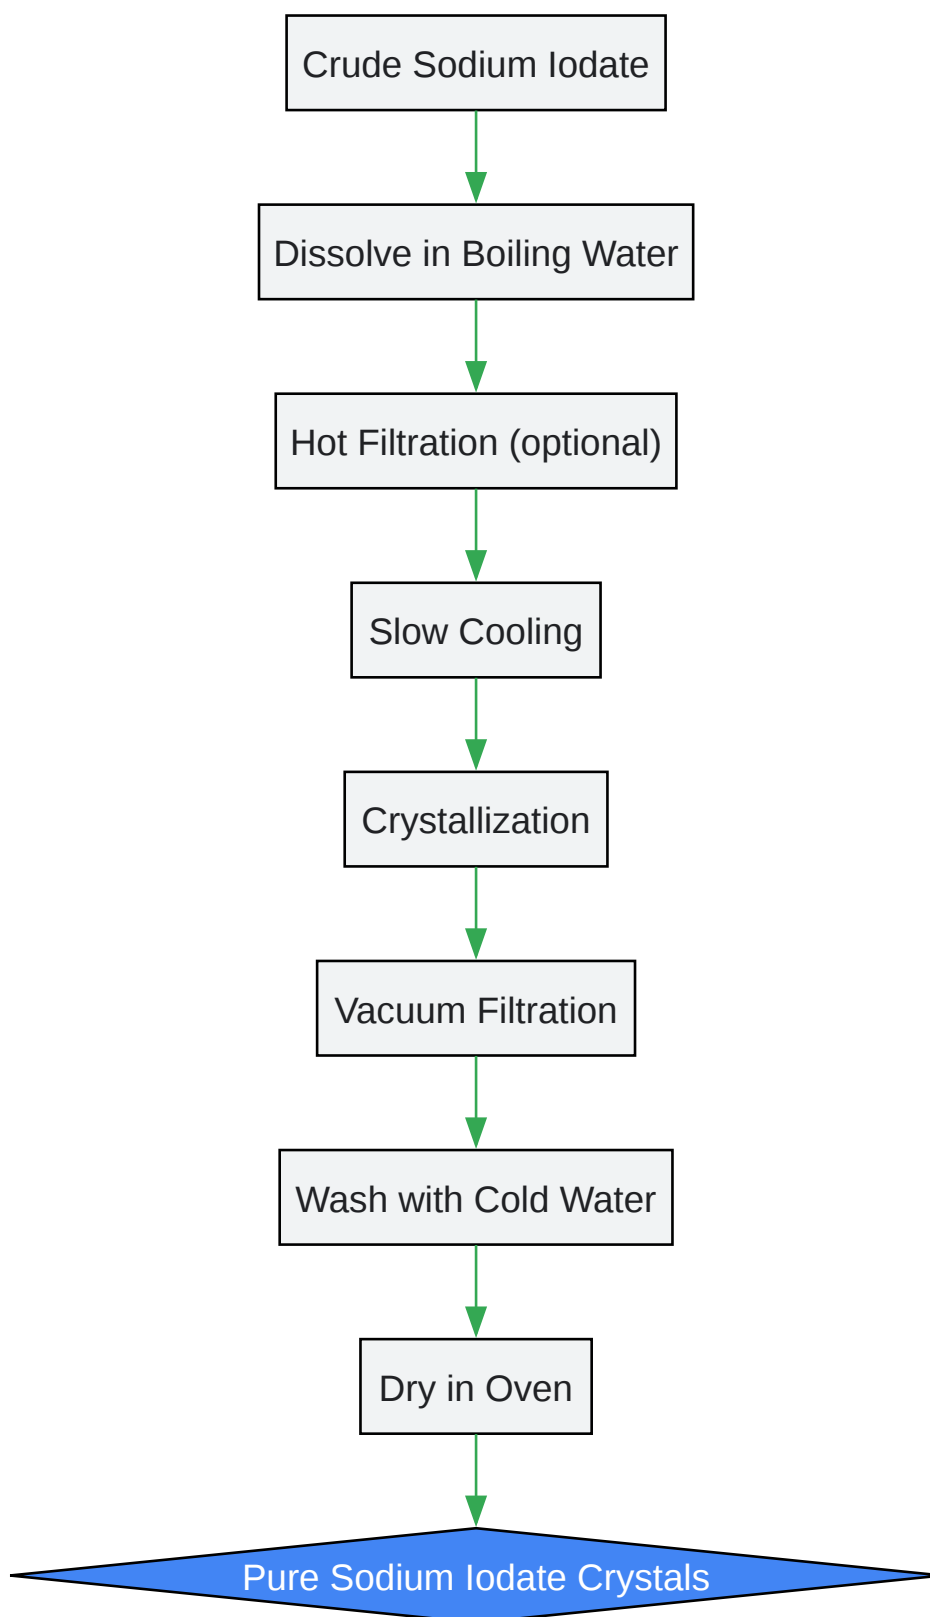 Crude Sodium Iodate
Dissolve in Boiling Water
Hot Filtration (optional)
Slow Cooling
Crystallization
Vacuum Filtration
Wash with Cold Water
Dry in Oven
Pure Sodium Iodate Crystals